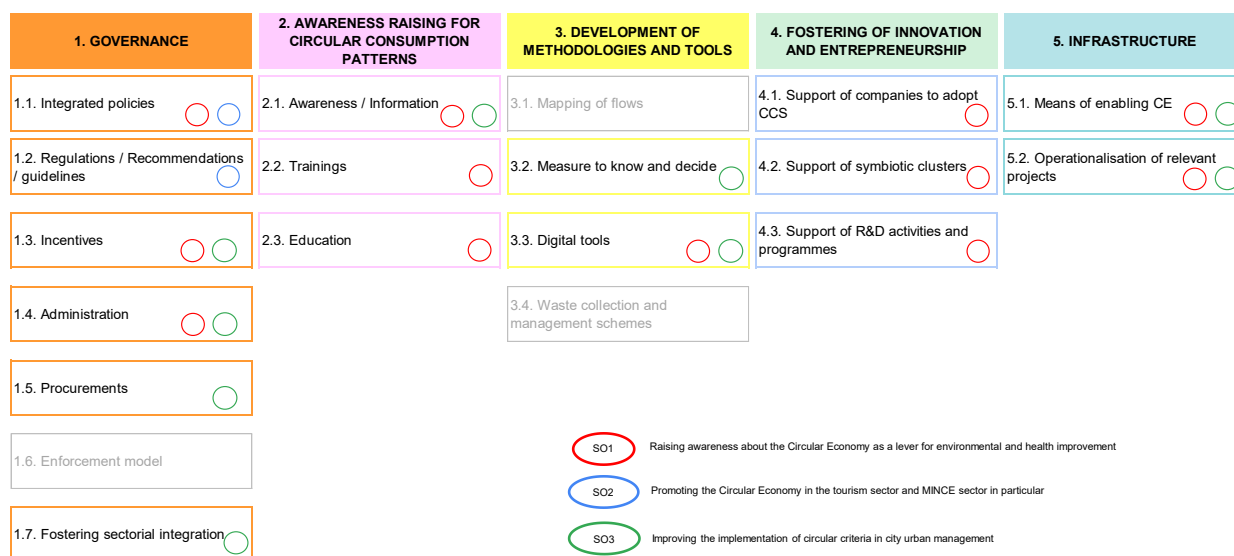 1. GOVERNANCE
2. AWARENESS RAISING FOR
CIRCULAR CONSUMPTION
PATTERNS
3. DEVELOPMENT OF
METHODOLOGIES AND TOOLS
4. FOSTERING OF INNOVATION
AND ENTREPRENEURSHIP
5. INFRASTRUCTURE
1.1. Integrated policies
2.1. Awareness / Information
3.1. Mapping of flows
4.1. Support of companies to adopt
CCS
5.1. Means of enabling CE
1.2. Regulations / Recommendations
/ guidelines
2.2. Trainings
3.2. Measure to know and decide
4.2. Support of symbiotic clusters
5.2. Operationalisation of relevant
projects
1.3. Incentives
2.3. Education
3.3. Digital tools
4.3. Support of R&D activities and
programmes
1.4. Administration
3.4. Waste collection and
management schemes
1.5. Procurements
1.6. Enforcement model
1.7. Fostering sectorial integration
SO1 Raising awareness about the Circular Economy as a lever for environmental and health improvement
SO2 Promoting the Circular Economy in the tourism sector and MINCE sector in particular
SO3 Improving the implementation of circular criteria in city urban management